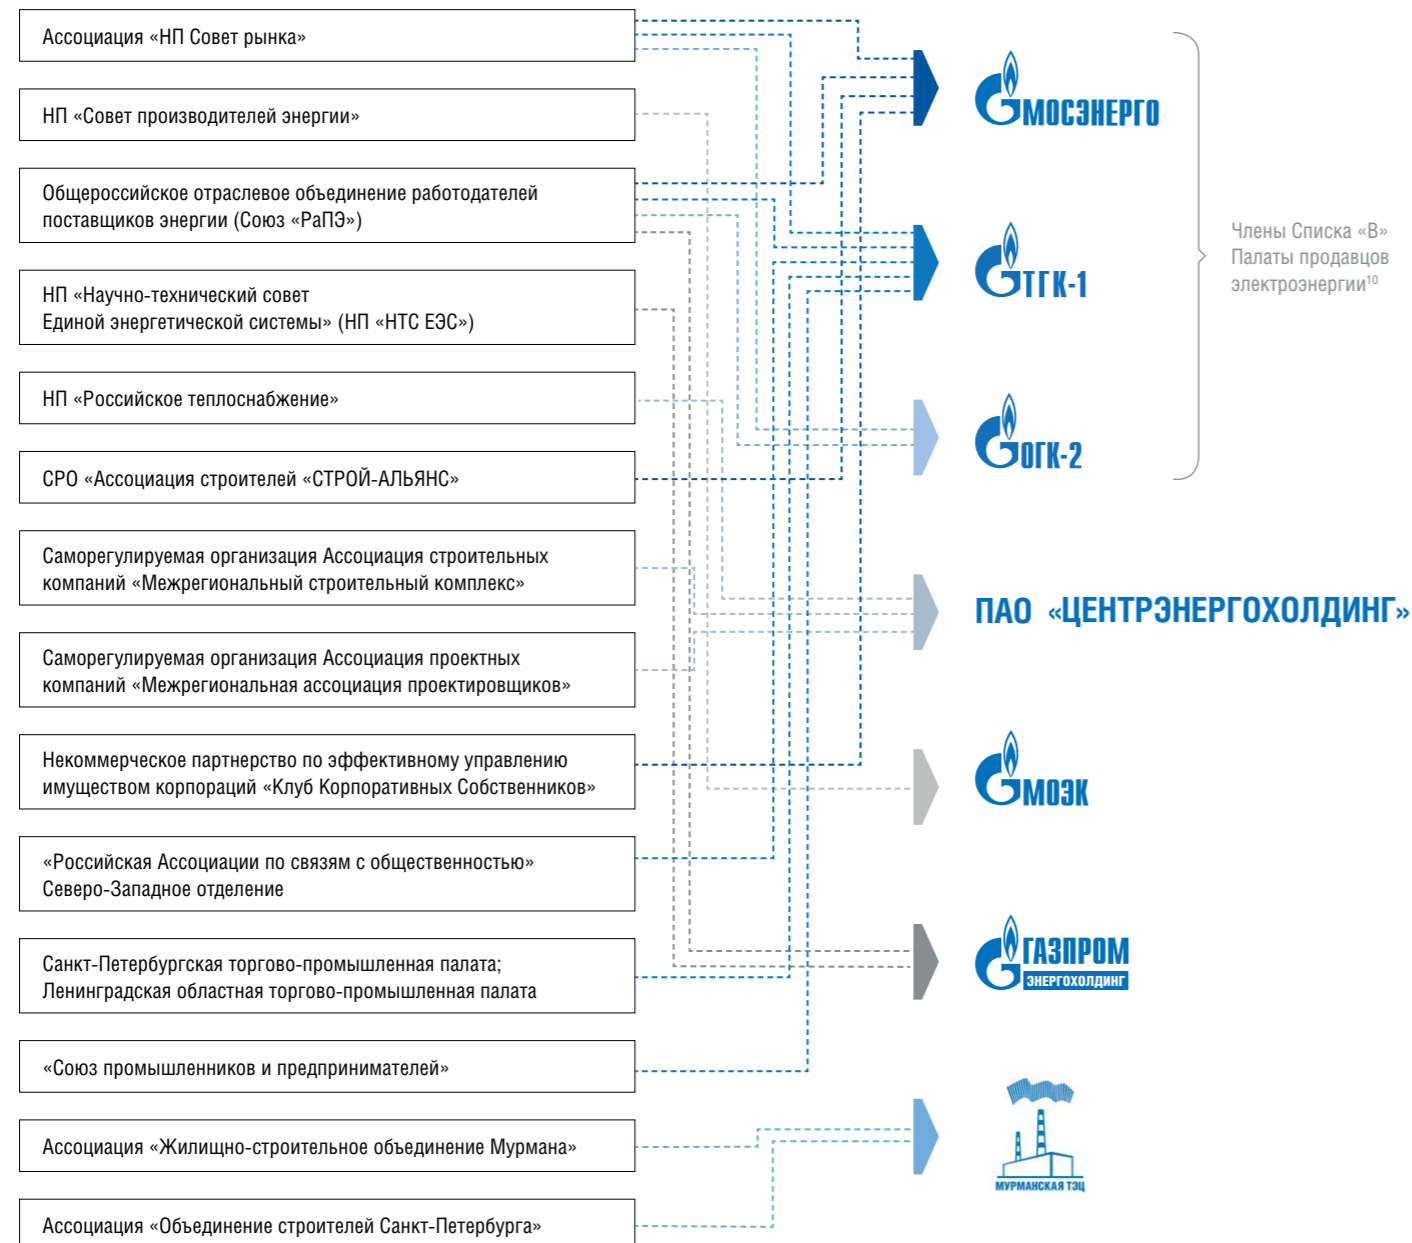 Ассоциация «НП Совет рынка»
НП «Совет производителей энергии»
Общероссийское отраслевое объединение работодателей
поставщиков энергии (Союз «РаПЭ»)
НП «Научно-технический совет
Единой энергетической системы» (НП «НТС ЕЭС»)
НП «Российское теплоснабжение»
СРО «Ассоциация строителей «СТРОЙ-АЛЬЯНС»
Саморегулируемая организация Ассоциация строительных
компаний «Межрегиональный строительный комплекс»
Саморегулируемая организация Ассоциация проектных
компаний «Межрегиональная ассоциация проектировщиков»
Некоммерческое партнерство по эффективному управлению
имуществом корпораций «Клуб Корпоративных Собственников»
«Российская Ассоциации по связям с общественностью»
Северо-Западное отделение
Санкт-Петербургская торгово-промышленная палата;
Ленинградская областная торгово-промышленная палата
«Союз промышленников и предпринимателей»
Ассоциация «Жилищно-строительное объединение Мурмана»
Ассоциация «Объединение строителей Санкт-Петербурга»
МОСЭНЕРГО
ТГК-1
ОГК-2
ПАО «ЦЕНТРЭНЕРГОХОЛДИНГ»
МОЭК
ГАЗПРОМ
ЭНЕРГОХОЛДИНГ
МУРМАНСКАЯ ТЭЦ
Члены Списка «В»
Палаты продавцов
электроэнергии¹⁰